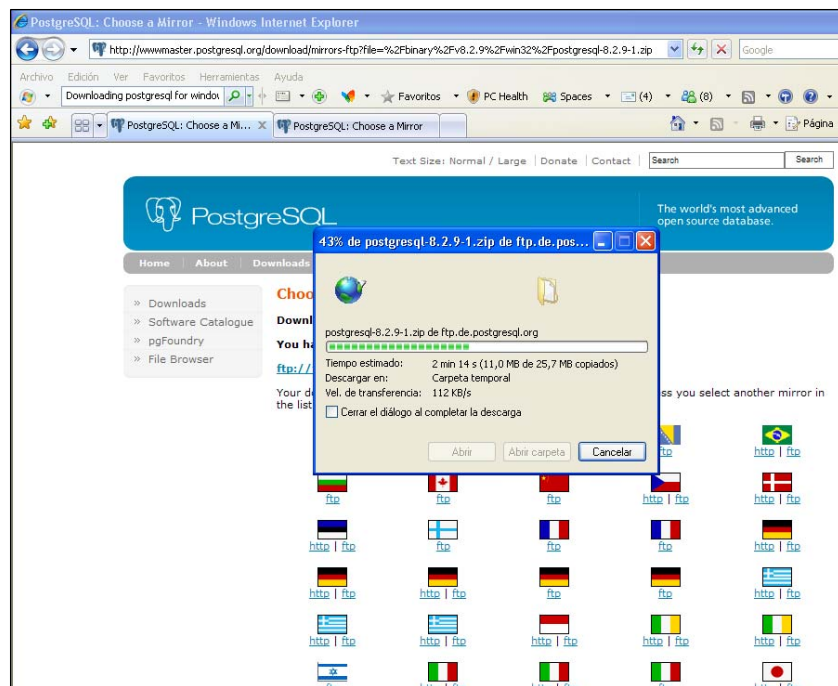 PostgreSQL: Choose a Mirror - Windows Internet Explorer
http://wwwmaster.postgresql.org/download/mirrors-ftp?file=%2Fbinary%2Fv8.2.9%2Fwin32%2Fpostgresql-8.2.9-1.zip
Google
Archivo Edición Ver Favoritos Herramientas Ayuda
Downloading postgresql for window
Favoritos PC Health Spaces (4) (8)
PostgreSQL: Choose a Mi... PostgreSQL: Choose a Mirror Página
Text Size: Normal / Large | Donate | Contact | Search Search
PostgreSQL
The world's most advanced
open source database.
Home About Downloads
43% de postgresql-8.2.9-1.zip de ftp.de.pos...
» Downloads
» Software Catalogue
» pgFoundry
» File Browser
Choo
Downl
You ha
ftp://
Your d
ss you select another mirror in
the list
postgresql-8.2.9-1.zip de ftp.de.postgresql.org
Tiempo estimado: 2 min 14 s (11,0 MB de 25,7 MB copiados)
Descargar en: Carpeta temporal
Vel. de transferencia: 112 KB/s
Cerrar el diálogo al completar la descarga
Abrir Abrir carpeta Cancelar
ftp http | ftp
ftp ftp ftp http | ftp http | ftp
http | ftp ftp ftp ftp http | ftp
http | ftp http | ftp ftp ftp http | ftp
http | ftp http | ftp http | ftp http | ftp http | ftp